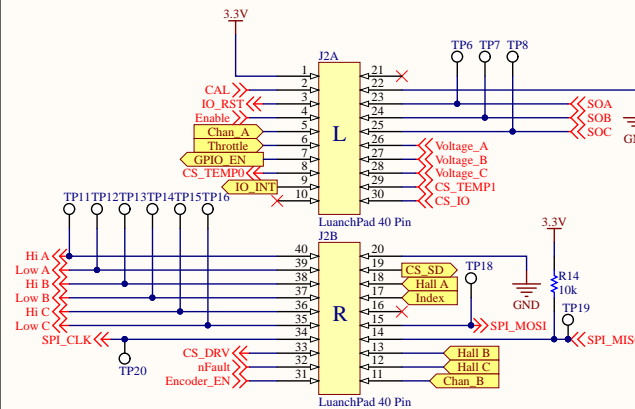 3.3V
J2A
TP6 TP7 TP8
1 21
CAL 2 22
IO_RST 3 23 SOA
Enable 4 24 SOB
Chan_A 5 25 SOC
Throttle 6 26 Voltage_A
GPIO_EN 7 27 Voltage_B
CS_TEMP0 8 28 Voltage_C
IO_INT 9 29 CS_TEMP1
10 30 CS_IO
L
LuanchPad 40 Pin
TP11 TP12 TP13 TP14 TP15 TP16
J2B
3.3V
Hi A 40 20
Low A 39 19 CS_SD
Hi B 38 18 Hall A
Low B 37 17 Index
Hi C 36 16
Low C 35 15 SPI_MOSI
SPI_CLK 34 14
CS_DRV 33 13 Hall B
nFault 32 12 Hall C
Encoder_EN 31 11 Chan_B
R
TP18
R14
10k
GND
TP19
TP20
LuanchPad 40 Pin